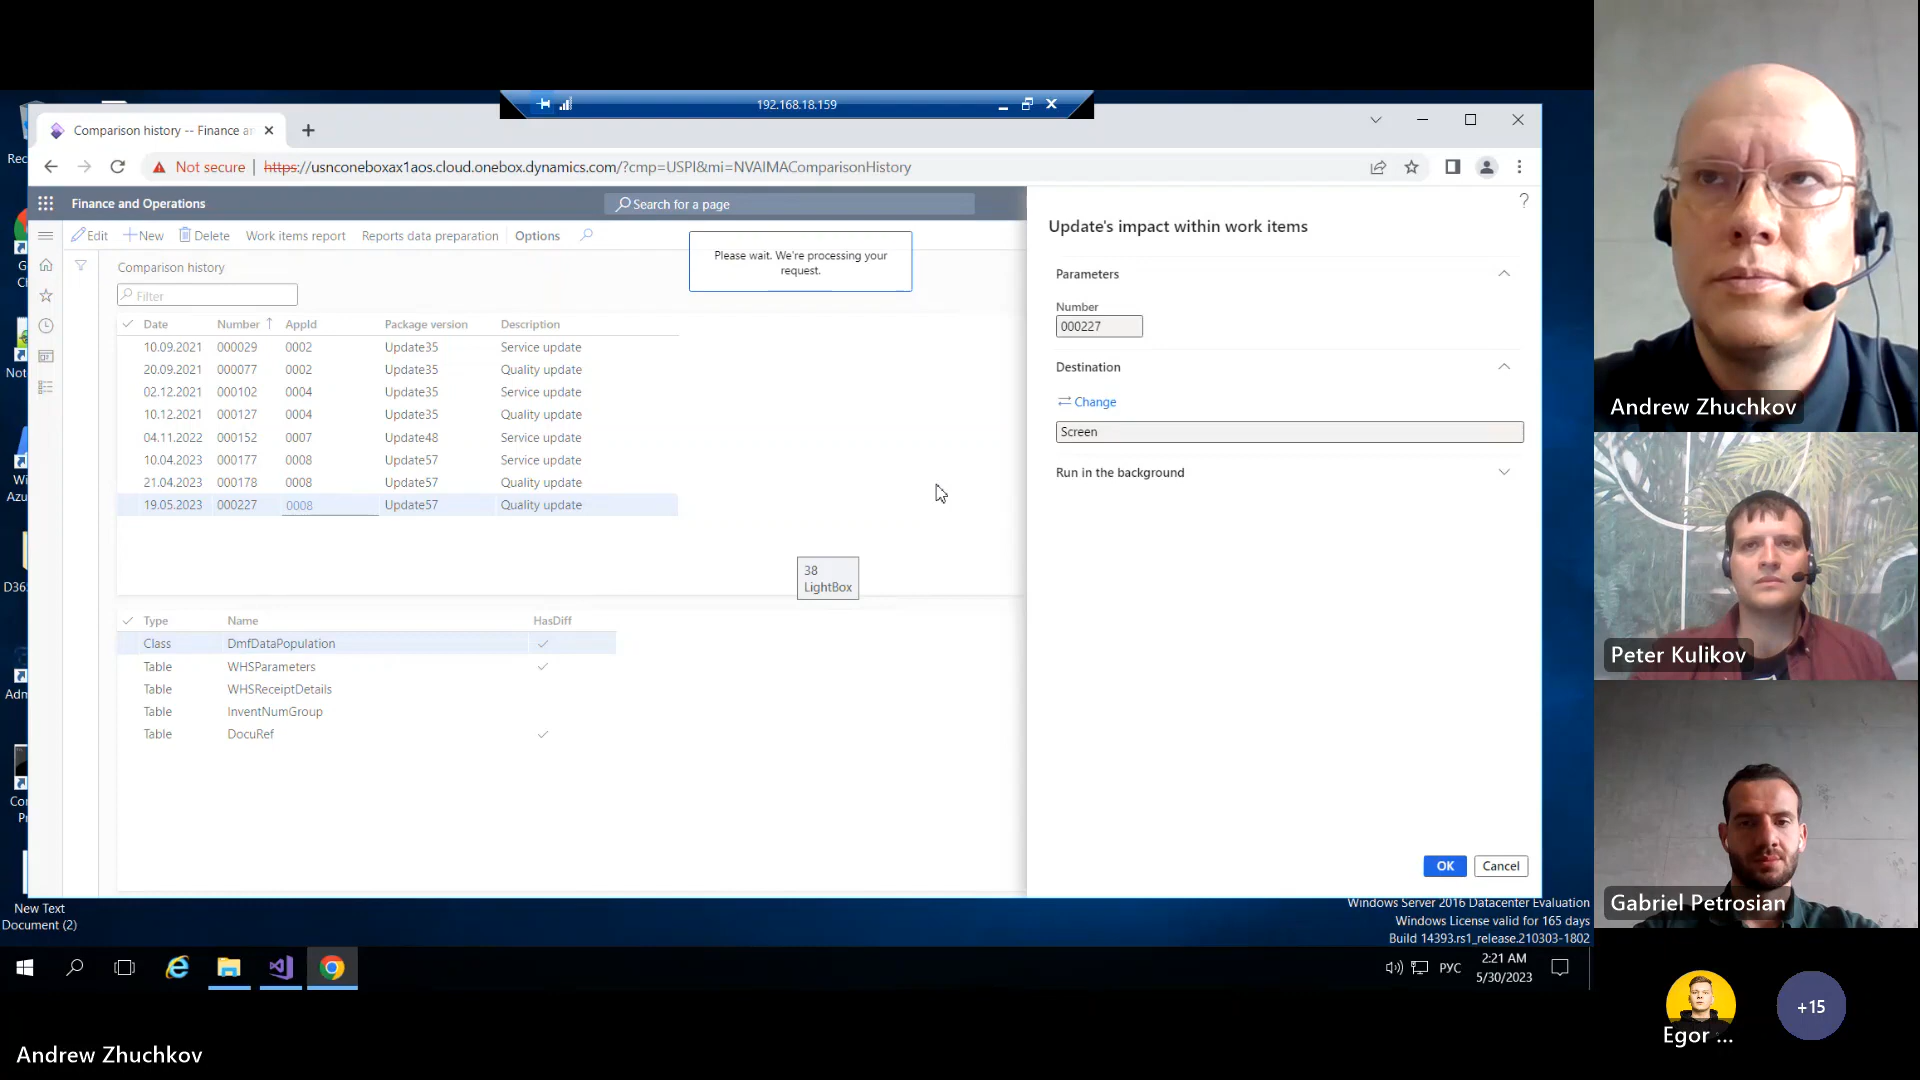 192.168.18.159
Comparison history -- Finance a
Not secure | https://usnconeboxax1aos.cloud.onebox.dynamics.com/?cmp=USPI&mi=NVAIMAComparisonHistory
Finance and Operations
Search for a page
Edit New Delete Work items report Reports data preparation Options
Please wait. We're processing your
request.
Comparison history
Filter
Date Number AppId Package version Description
10.09.2021 000029 0002 Update35 Service update
20.09.2021 000077 0002 Update35 Quality update
02.12.2021 000102 0004 Update35 Service update
10.12.2021 000127 0004 Update35 Quality update
04.11.2022 000152 0007 Update48 Service update
10.04.2023 000177 0008 Update57 Service update
21.04.2023 000178 0008 Update57 Quality update
19.05.2023 000227 0008 Update57 Quality update
38
LightBox
Type Name HasDiff
Class DmfDataPopulation
Table WHSParameters
Table WHSReceiptDetails
Table InventNumGroup
Table DocuRef
?
Update's impact within work items
Parameters
Number
000227
Destination
Change
Screen
Run in the background
OK Cancel
Rec
G
C
Not
D36
Wi
Azu
Adm
Co
P
New Text
Document (2)
Windows Server 2016 Datacenter Evaluation
Windows License valid for 165 days
Build 14393.rs1_release.210303-1802
РУС
2:21 AM
5/30/2023
Andrew Zhuchkov
Peter Kulikov
Gabriel Petrosian
Egor ...
+15
Andrew Zhuchkov